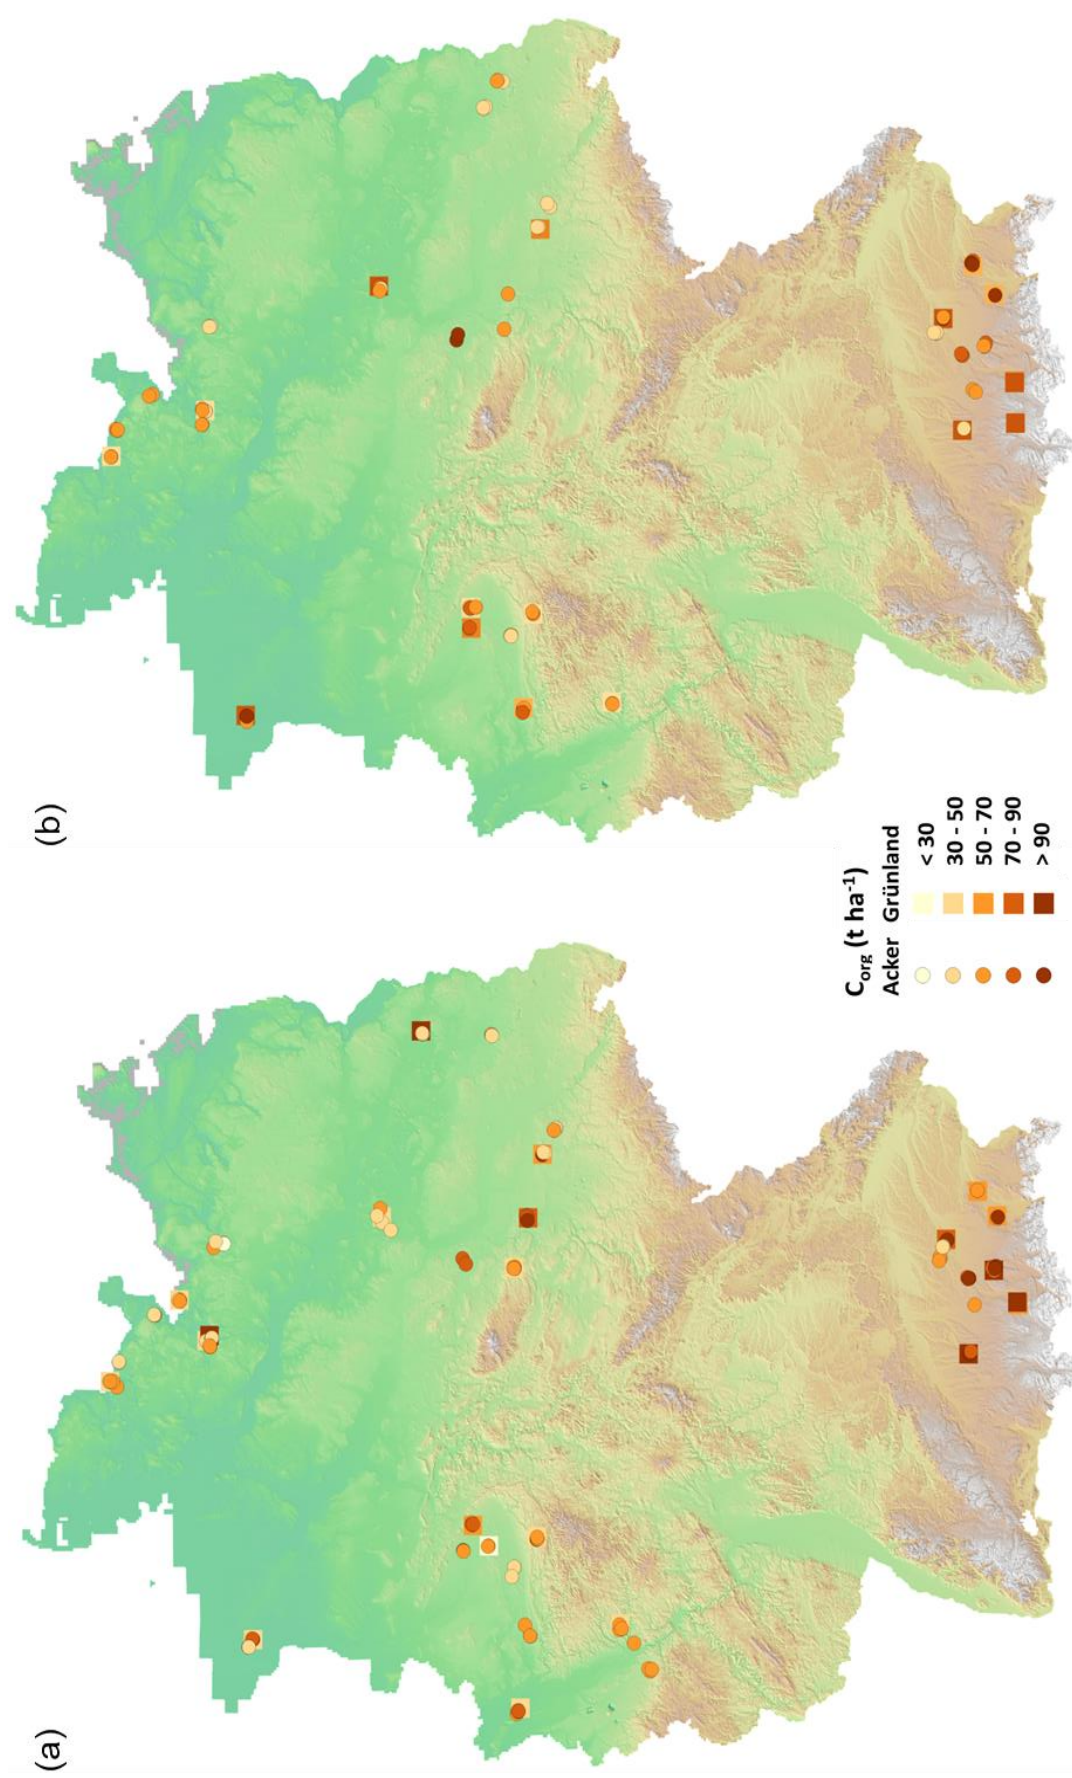 (a)
(b)
C_org (t ha⁻¹)
Acker Grünland
< 30
30 - 50
50 - 70
70 - 90
> 90